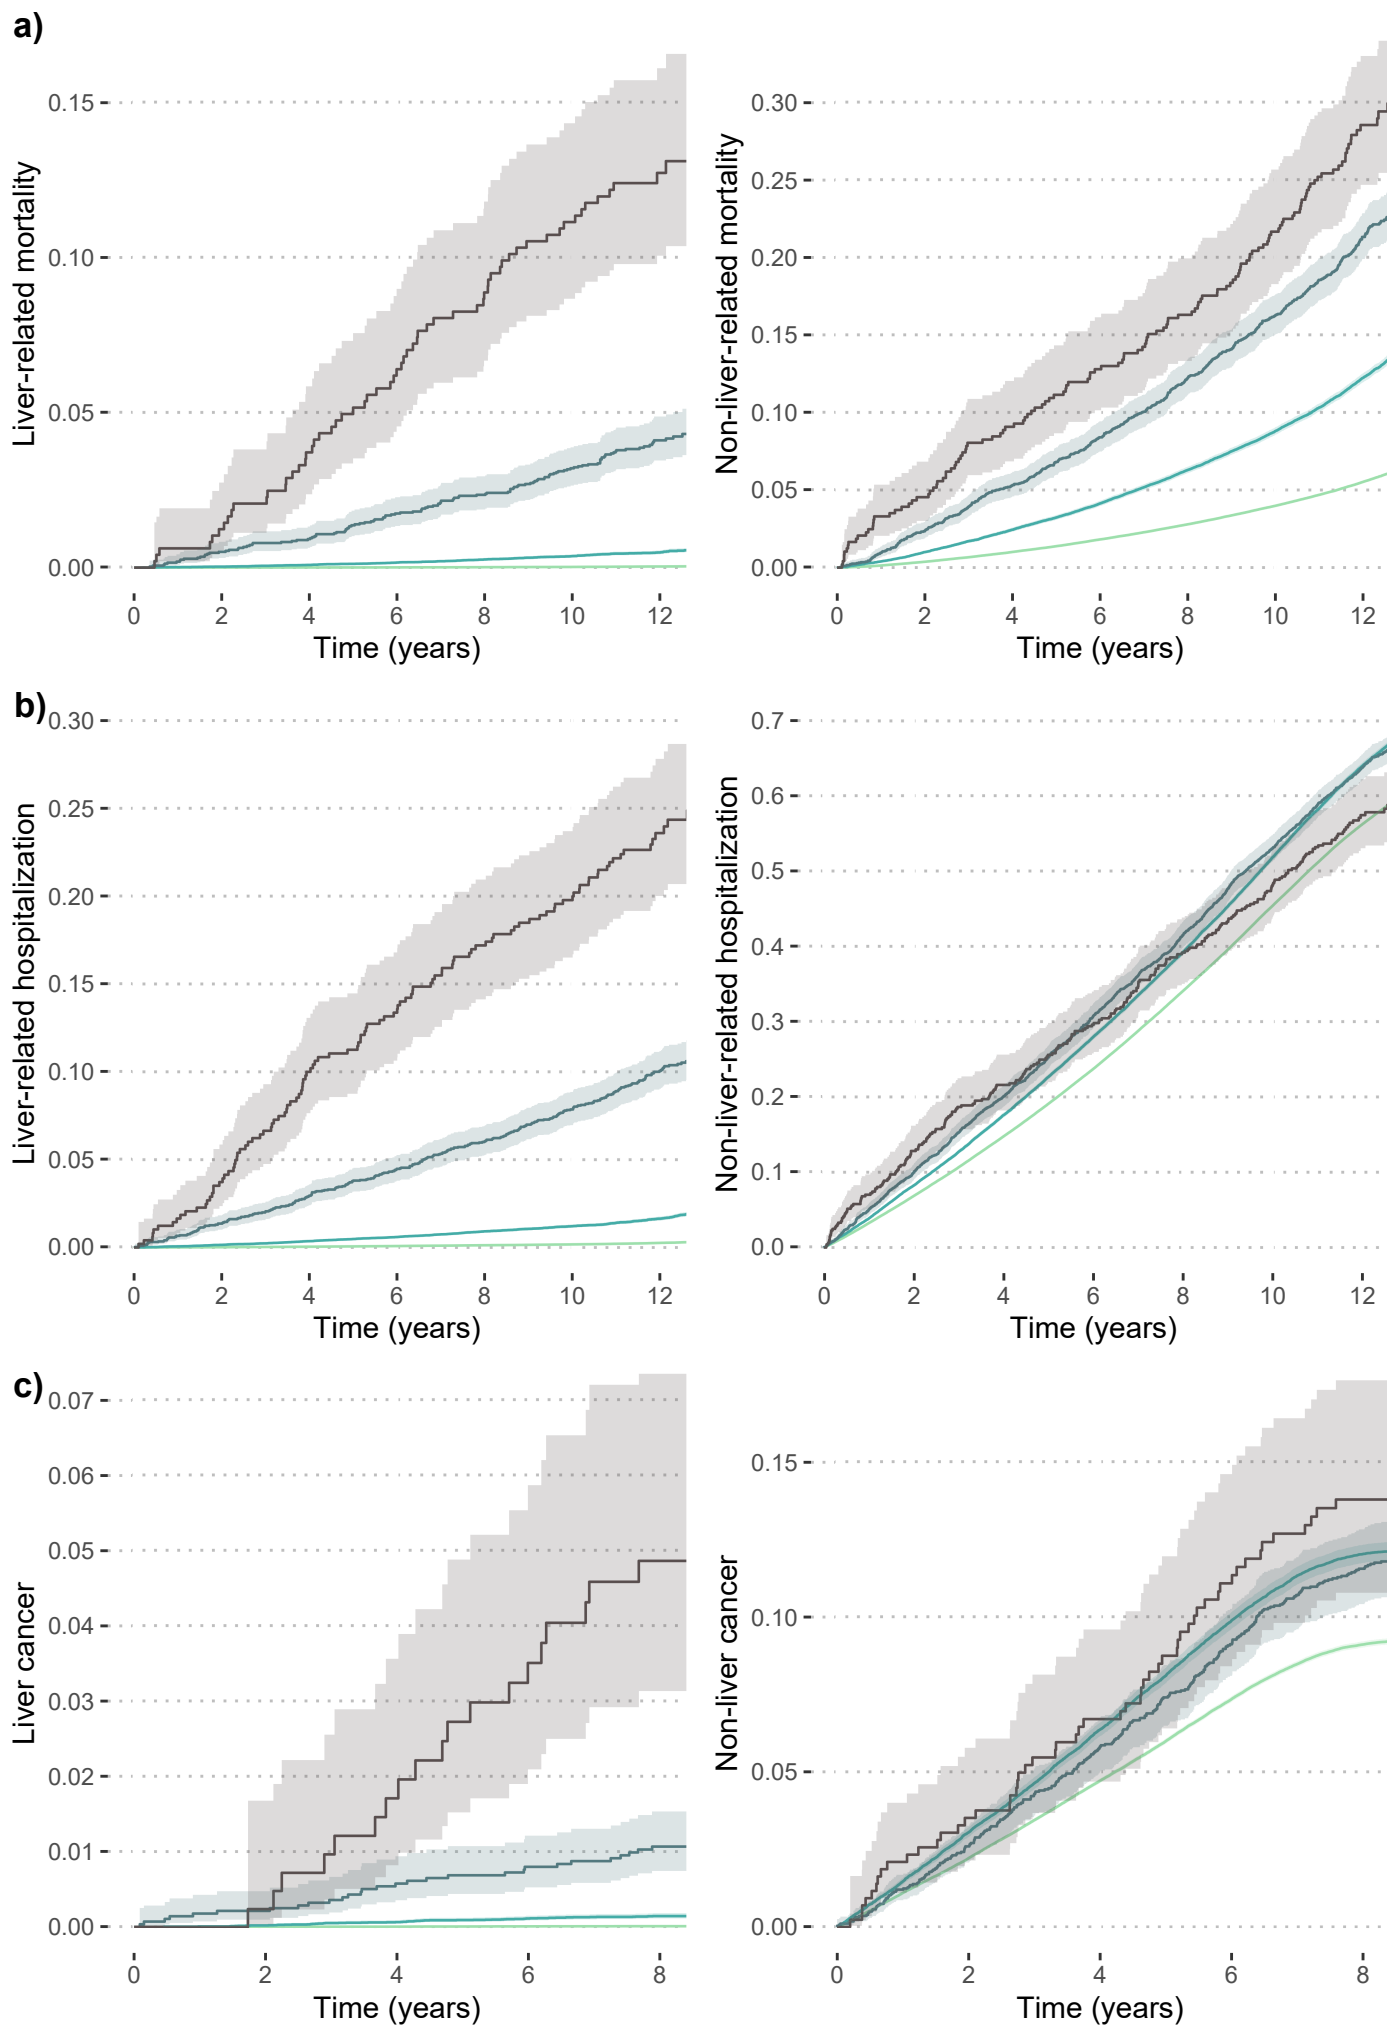 a)
Liver-related mortality
0.15
0.10
0.05
0.00
0 2 4 6 8 10 12
Time (years)
Non-liver-related mortality
0.30
0.25
0.20
0.15
0.10
0.05
0.00
0 2 4 6 8 10 12
Time (years)
b)
Liver-related hospitalization
0.30
0.25
0.20
0.15
0.10
0.05
0.00
0 2 4 6 8 10 12
Time (years)
Non-liver-related hospitalization
0.7
0.6
0.5
0.4
0.3
0.2
0.1
0.0
0 2 4 6 8 10 12
Time (years)
c)
Liver cancer
0.07
0.06
0.05
0.04
0.03
0.02
0.01
0.00
0 2 4 6 8
Time (years)
Non-liver cancer
0.15
0.10
0.05
0.00
0 2 4 6 8
Time (years)